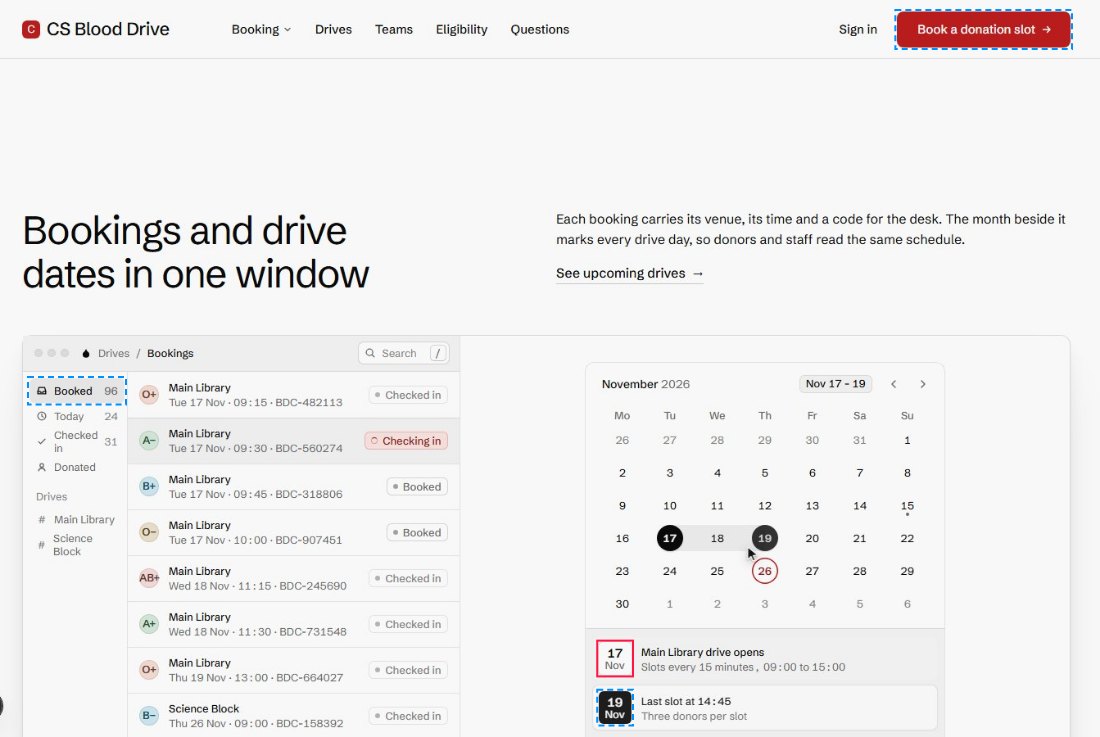 C CS Blood Drive Booking Drives Teams Eligibility Questions Sign in Book a donation slot →
Bookings and drive
dates in one window
Each booking carries its venue, its time and a code for the desk. The month beside it
marks every drive day, so donors and staff read the same schedule.
See upcoming drives →
Drives / Bookings Search /
Booked 96
Today 24
Checked
in 31
Donated
Drives
# Main Library
# Science
Block
O+ Main Library
Tue 17 Nov · 09:15 · BDC-482113 Checked in
A− Main Library
Tue 17 Nov · 09:30 · BDC-560274 Checking in
B+ Main Library
Tue 17 Nov · 09:45 · BDC-318806 Booked
O− Main Library
Tue 17 Nov · 10:00 · BDC-907451 Booked
AB+ Main Library
Wed 18 Nov · 11:15 · BDC-245690 Checked in
A+ Main Library
Wed 18 Nov · 11:30 · BDC-731548 Checked in
O+ Main Library
Thu 19 Nov · 13:00 · BDC-664027 Checked in
B− Science Block
Thu 26 Nov · 09:00 · BDC-158392 Checked in
November 2026 Nov 17 – 19
Mo Tu We Th Fr Sa Su
26 27 28 29 30 31 1
2 3 4 5 6 7 8
9 10 11 12 13 14 15
16 17 18 19 20 21 22
23 24 25 26 27 28 29
30 1 2 3 4 5 6
17
Nov
Main Library drive opens
Slots every 15 minutes, 09:00 to 15:00
19
Nov
Last slot at 14:45
Three donors per slot